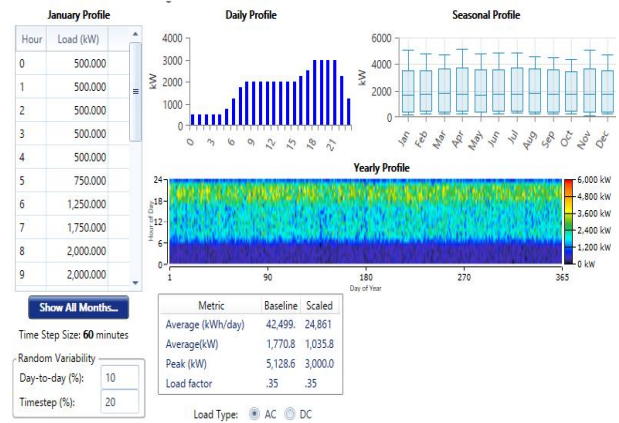 January Profile
Hour Load (kW)
0 500.000
1 500.000
2 500.000
3 500.000
4 500.000
5 750.000
6 1,250.000
7 1,750.000
8 2,000.000
9 2,000.000
Show All Months...
Time Step Size: 60 minutes
Random Variability
Day-to-day (%): 10
Timestep (%): 20
Daily Profile
kW
4000
3000
2000
1000
0
0 3 6 9 12 15 18 21
Seasonal Profile
kW
6000
4000
2000
0
Jan Feb Mar Apr May Jun Jul Aug Sep Oct Nov Dec
Yearly Profile
Hour of Day
24
18
12
6
0
1 90 180 270 365
Day of Year
6,000 kW
4,800 kW
3,600 kW
2,400 kW
1,200 kW
0 kW
Metric Baseline Scaled
Average (kWh/day) 42,499. 24,861
Average(kW) 1,770.8 1,035.8
Peak (kW) 5,128.6 3,000.0
Load factor .35 .35
Load Type: AC DC